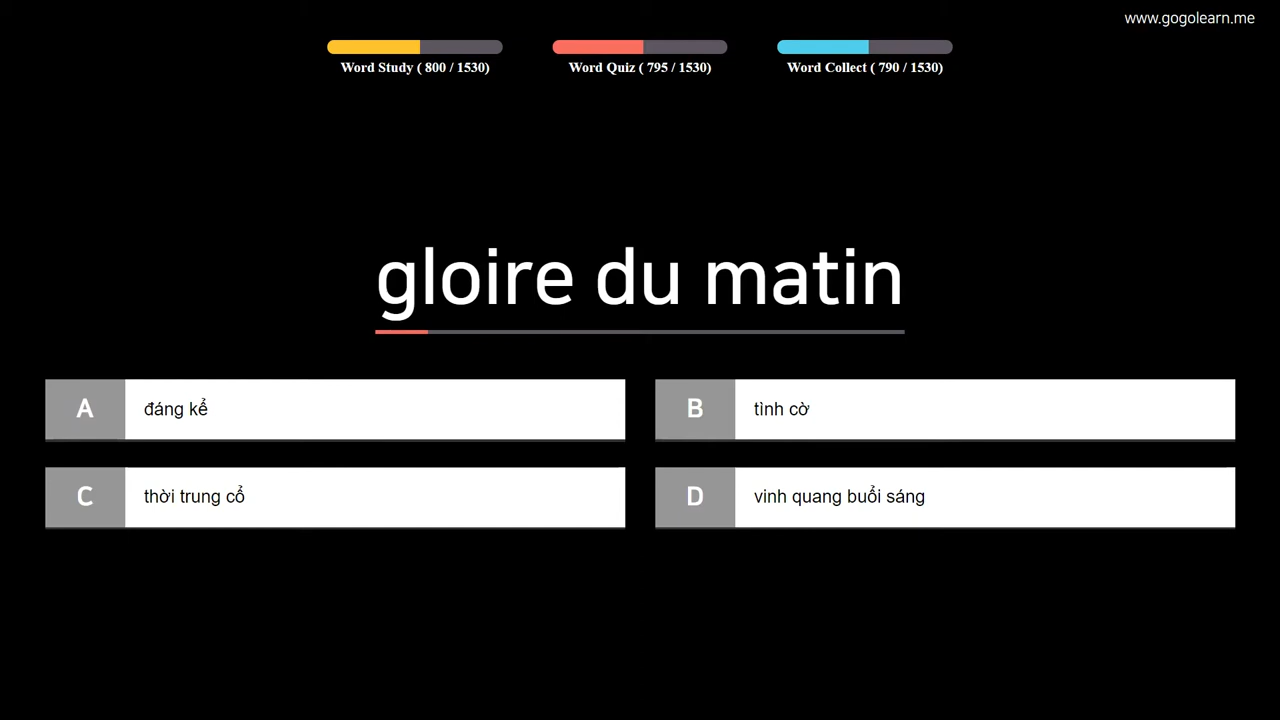 www.gogolearn.me
Word Study ( 800 / 1530)
Word Quiz ( 795 / 1530)
Word Collect ( 790 / 1530)
gloire du matin
A đáng kể
B tình cờ
C thời trung cổ
D vinh quang buổi sáng